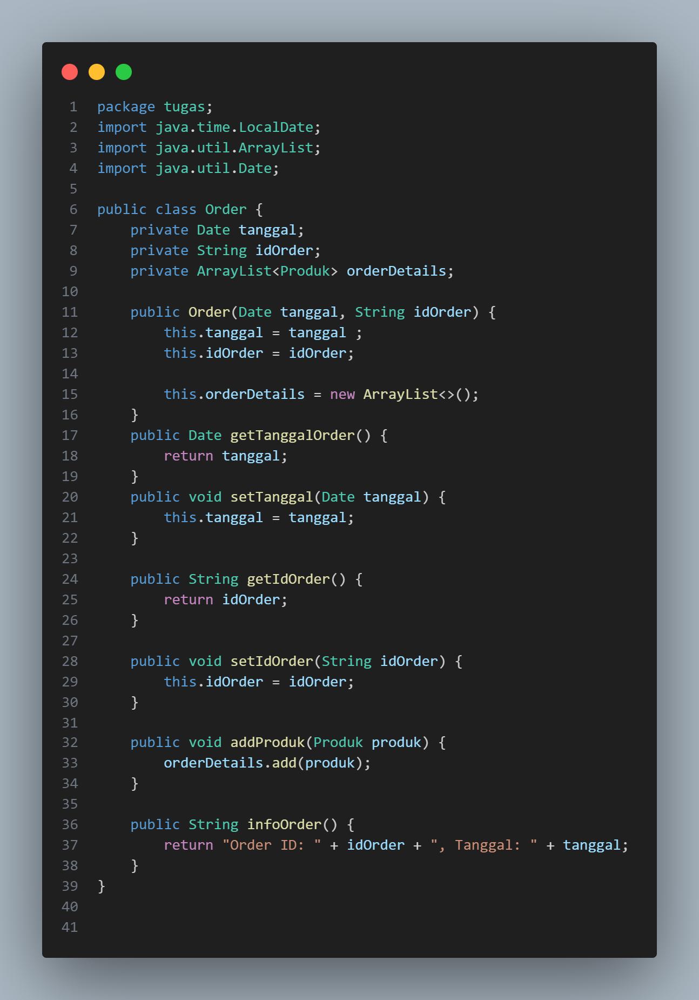 1 package tugas;
2 import java.time.LocalDate;
3 import java.util.ArrayList;
4 import java.util.Date;
5
6 public class Order {
7     private Date tanggal;
8     private String idOrder;
9     private ArrayList<Produk> orderDetails;
10
11     public Order(Date tanggal, String idOrder) {
12         this.tanggal = tanggal ;
13         this.idOrder = idOrder;
14
15         this.orderDetails = new ArrayList<>();
16     }
17     public Date getTanggalOrder() {
18         return tanggal;
19     }
20     public void setTanggal(Date tanggal) {
21         this.tanggal = tanggal;
22     }
23
24     public String getIdOrder() {
25         return idOrder;
26     }
27
28     public void setIdOrder(String idOrder) {
29         this.idOrder = idOrder;
30     }
31
32     public void addProduk(Produk produk) {
33         orderDetails.add(produk);
34     }
35
36     public String infoOrder() {
37         return "Order ID: " + idOrder + ", Tanggal: " + tanggal;
38     }
39 }
40
41